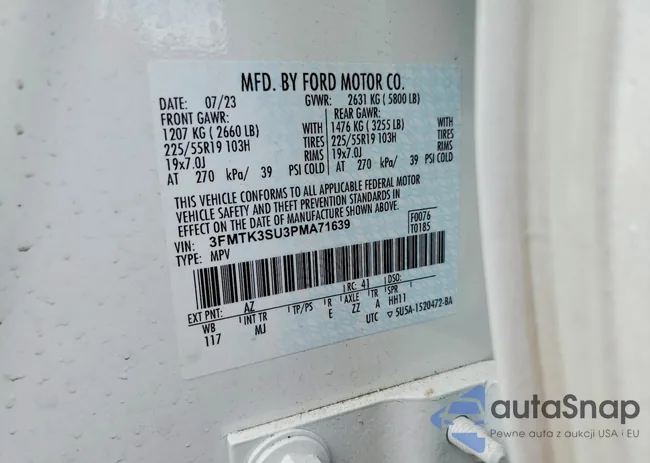 MFD. BY FORD MOTOR CO.
DATE: 07/23 GVWR: 2631 KG (5800 LB)
FRONT GAWR: REAR GAWR:
1207 KG (2660 LB) WITH 1476 KG (3255 LB) WITH
225/55R19 103H TIRES 225/55R19 103H TIRES
19x7.0J RIMS 19x7.0J RIMS
AT 270 kPa/ 39 PSI COLD AT 270 kPa/ 39 PSI COLD
THIS VEHICLE CONFORMS TO ALL APPLICABLE FEDERAL MOTOR
VEHICLE SAFETY AND THEFT PREVENTION STANDARDS IN
EFFECT ON THE DATE OF MANUFACTURE SHOWN ABOVE.
VIN: 3FMTK3SU3PMA71639 F0076
TYPE: MPV T0185
EXT PNT: AZ RC: 41 DSO:
WB INT TR TP/PS R AXLE TR SPR
117 MJ E ZZ A HH11
UTC ▽5U5A-1520472-BA
autaSnap
Pewne auta z aukcji USA i EU